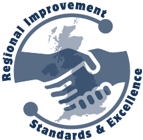 Regional Improvement
Standards & Excellence